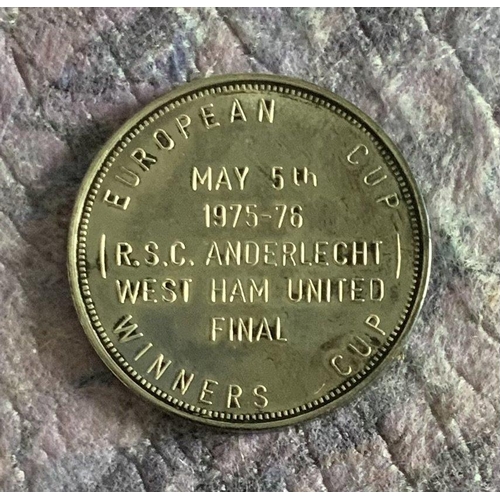 EUROPEAN CUP
MAY 5th
1975-76
(R.S.C. ANDERLECHT)
WEST HAM UNITED
FINAL
WINNERS CUP